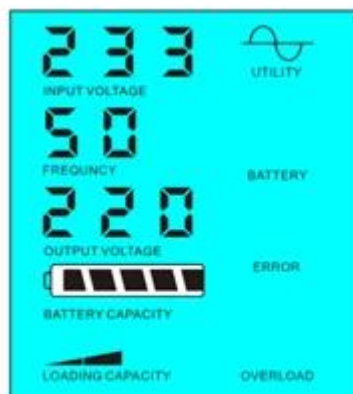 233
INPUT VOLTAGE
UTILITY
50
FREQUNCY
BATTERY
220
OUTPUT VOLTAGE
ERROR
BATTERY CAPACITY
LOADING CAPACITY
OVERLOAD